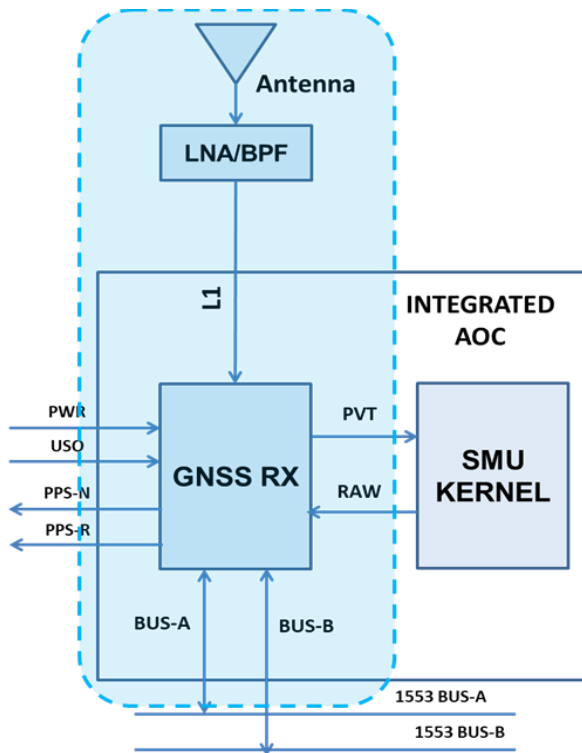 Antenna
LNA/BPF
L1
INTEGRATED
AOC
PWR
USO
PPS-N
PPS-R
GNSS RX
PVT
RAW
SMU
KERNEL
BUS-A
BUS-B
1553 BUS-A
1553 BUS-B